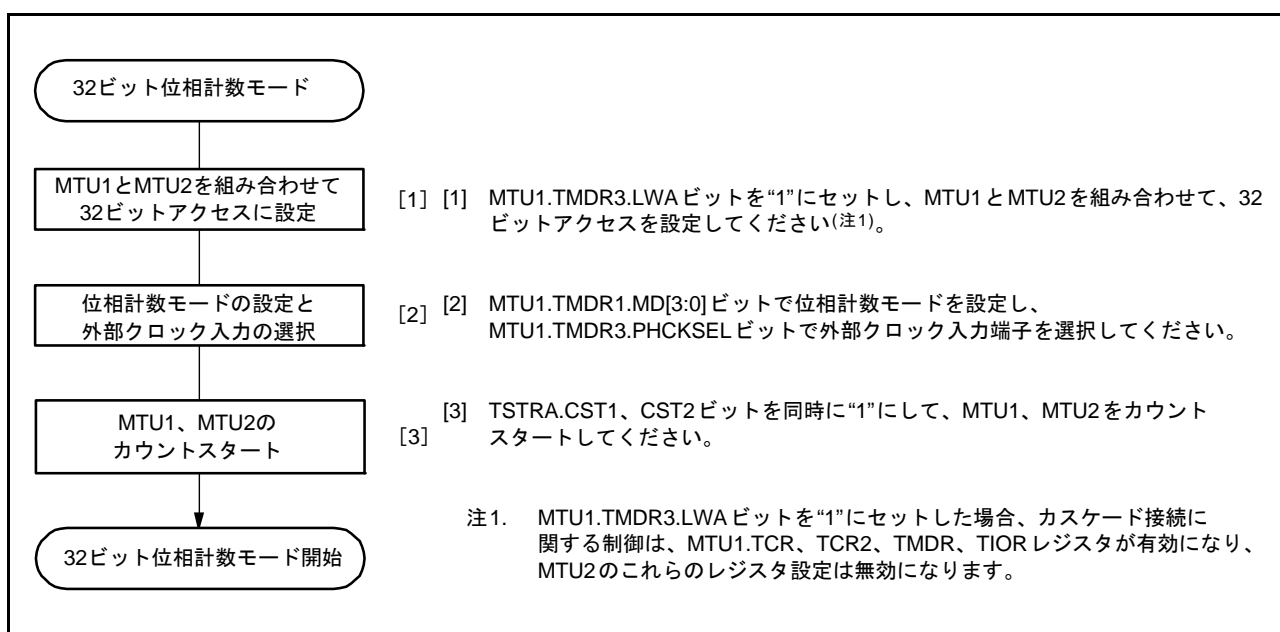 32ビット位相計数モード
MTU1とMTU2を組み合わせて
32ビットアクセスに設定
[1]
[1] MTU1.TMDR3.LWAビットを“1”にセットし、MTU1とMTU2を組み合わせて、32
ビットアクセスを設定してください(注1)。
位相計数モードの設定と
外部クロック入力の選択
[2]
[2] MTU1.TMDR1.MD[3:0]ビットで位相計数モードを設定し、
MTU1.TMDR3.PHCKSELビットで外部クロック入力端子を選択してください。
MTU1、MTU2の
カウントスタート
[3]
[3] TSTRA.CST1、CST2ビットを同時に“1”にして、MTU1、MTU2をカウント
スタートしてください。
32ビット位相計数モード開始
注1. MTU1.TMDR3.LWAビットを“1”にセットした場合、カスケード接続に
関する制御は、MTU1.TCR、TCR2、TMDR、TIORレジスタが有効になり、
MTU2のこれらのレジスタ設定は無効になります。